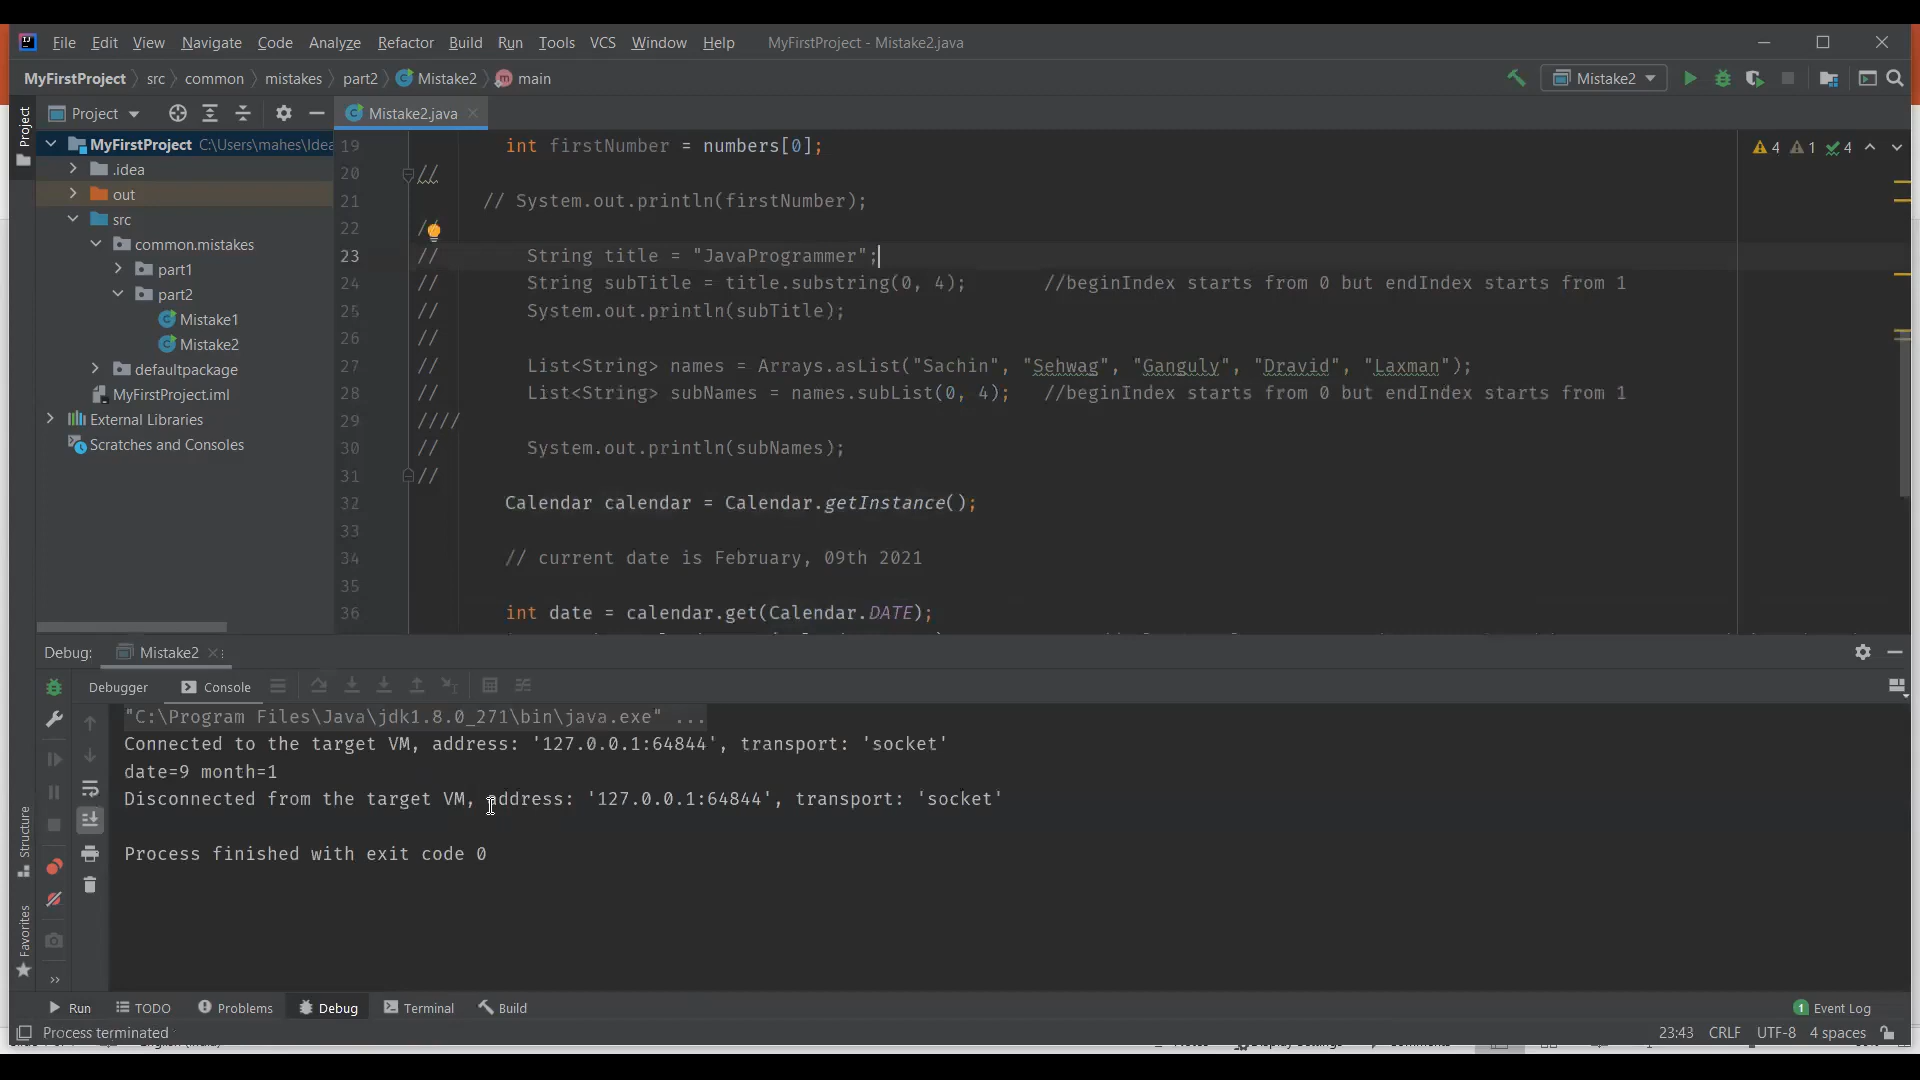 File Edit View Navigate Code Analyze Refactor Build Run Tools VCS Window Help MyFirstProject - Mistake2.java
MyFirstProject src common mistakes part2 Mistake2 main Mistake2
Project Mistake2.java
Project
MyFirstProject C:\Users\mahes\Idea
.idea
out
src
common.mistakes
part1
part2
Mistake1
Mistake2
defaultpackage
MyFirstProject.iml
External Libraries
Scratches and Consoles
4 1 4
19 int firstNumber = numbers[0];
20 //
21 // System.out.println(firstNumber);
22 /
23 // String title = "JavaProgrammer";
24 // String subTitle = title.substring(0, 4); //beginIndex starts from 0 but endIndex starts from 1
25 // System.out.println(subTitle);
26 //
27 // List<String> names = Arrays.asList("Sachin", "Sehwag", "Ganguly", "Dravid", "Laxman");
28 // List<String> subNames = names.subList(0, 4); //beginIndex starts from 0 but endIndex starts from 1
29 ////
30 // System.out.println(subNames);
31 //
32 Calendar calendar = Calendar.getInstance();
33
34 // current date is February, 09th 2021
35
36 int date = calendar.get(Calendar.DATE);
Debug: Mistake2
Debugger Console
"C:\Program Files\Java\jdk1.8.0_271\bin\java.exe" ...
Connected to the target VM, address: '127.0.0.1:64844', transport: 'socket'
date=9 month=1
Disconnected from the target VM, address: '127.0.0.1:64844', transport: 'socket'
Process finished with exit code 0
Structure
Favorites
Run TODO Problems Debug Terminal Build 1 Event Log
Process terminated 23:43 CRLF UTF-8 4 spaces